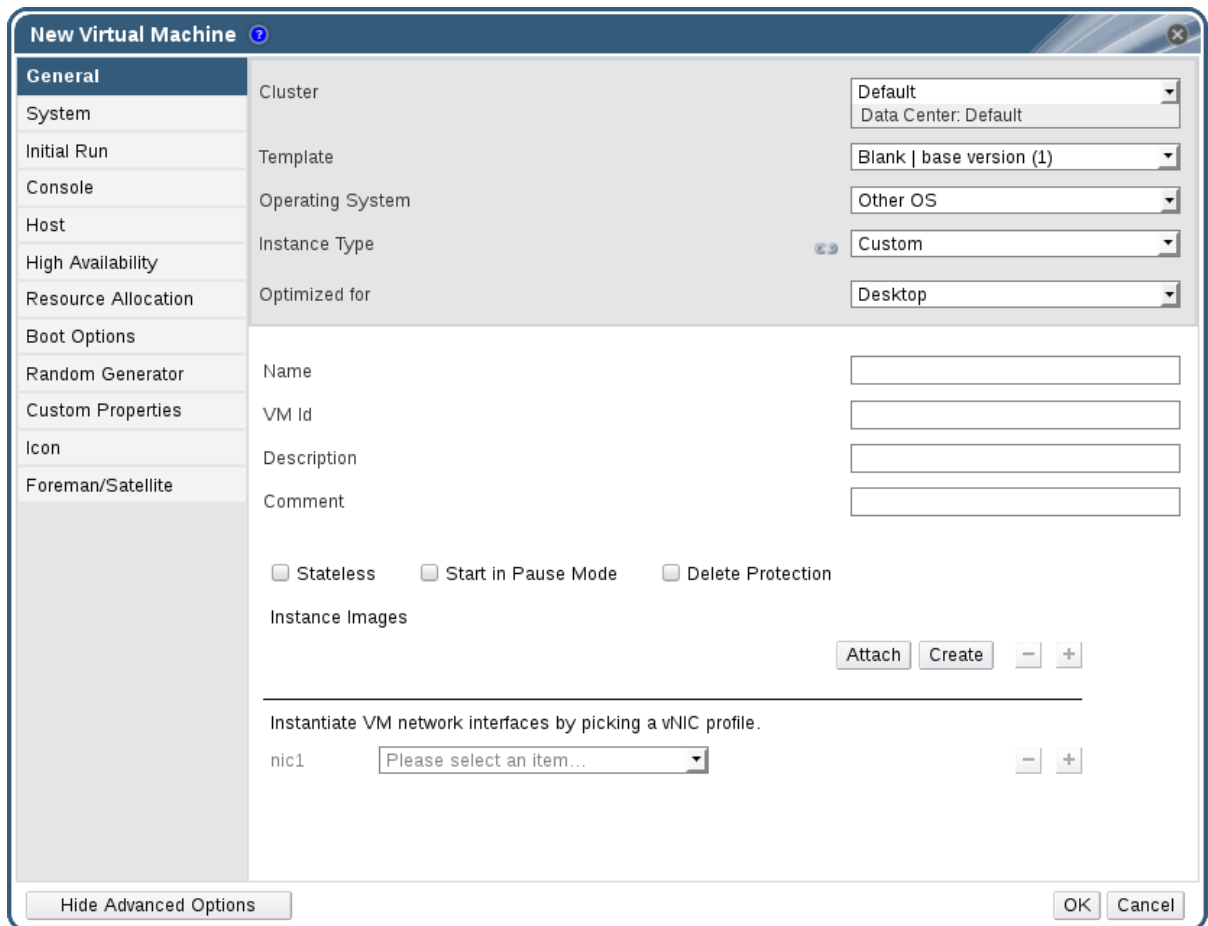 New Virtual Machine ?
General
System
Initial Run
Console
Host
High Availability
Resource Allocation
Boot Options
Random Generator
Custom Properties
Icon
Foreman/Satellite
Cluster
Default
Data Center: Default
Template
Blank | base version (1)
Operating System
Other OS
Instance Type
Custom
Optimized for
Desktop
Name
VM Id
Description
Comment
Stateless Start in Pause Mode Delete Protection
Instance Images
Attach Create − +
Instantiate VM network interfaces by picking a vNIC profile.
nic1 Please select an item... − +
Hide Advanced Options
OK Cancel